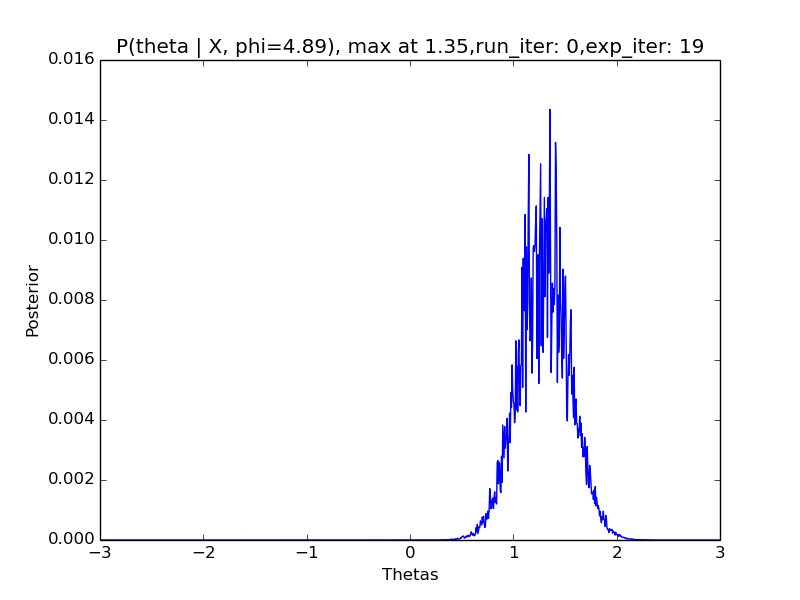 P(theta | X, phi=4.89), max at 1.35,run_iter: 0,exp_iter: 19
0.016
0.014
0.012
0.010
0.008
0.006
0.004
0.002
0.000
Posterior
−3 −2 −1 0 1 2 3
Thetas